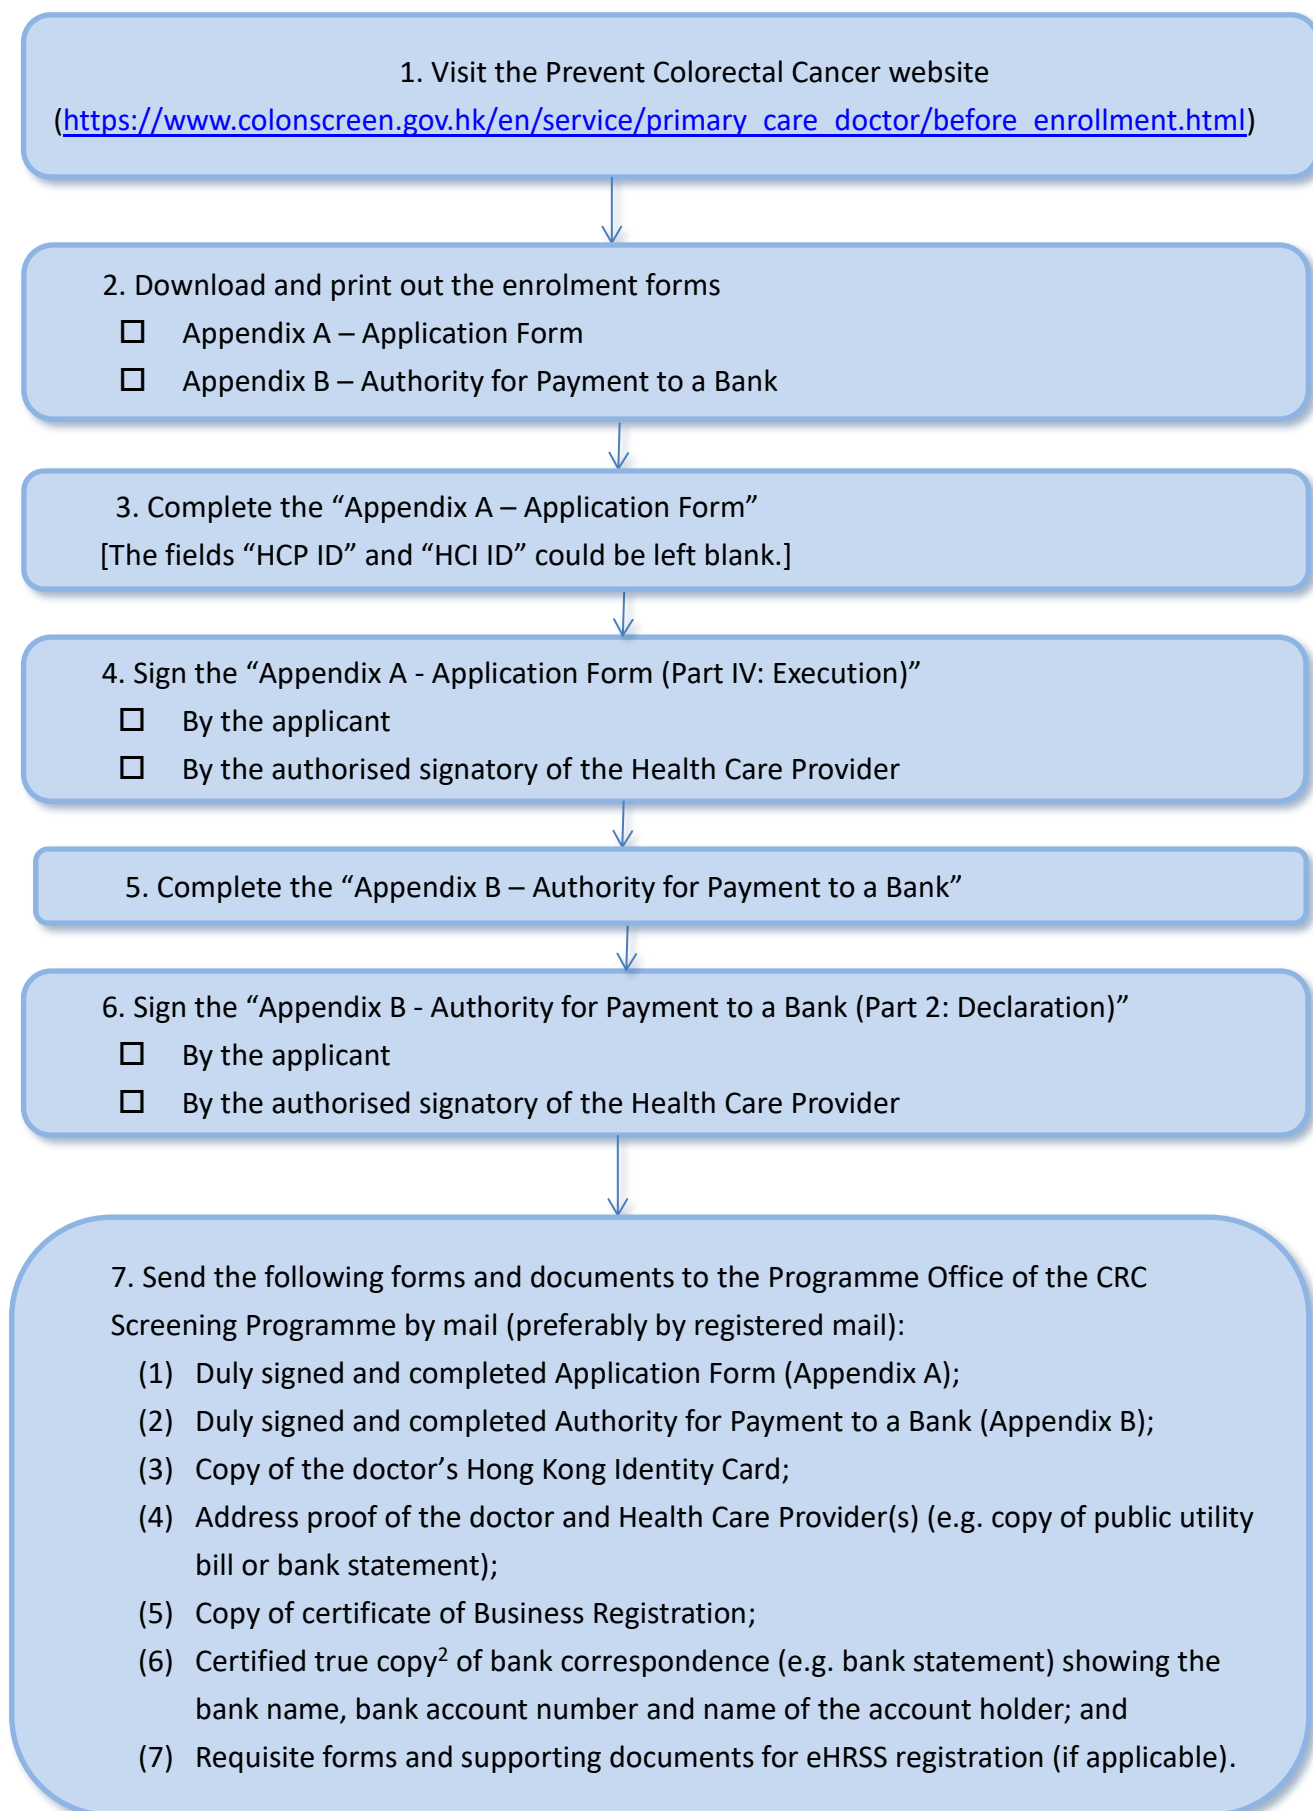 1. Visit the Prevent Colorectal Cancer website
(https://www.colonscreen.gov.hk/en/service/primary_care_doctor/before_enrollment.html)
2. Download and print out the enrolment forms
☐ Appendix A – Application Form
☐ Appendix B – Authority for Payment to a Bank
3. Complete the “Appendix A – Application Form”
[The fields “HCP ID” and “HCI ID” could be left blank.]
4. Sign the “Appendix A - Application Form (Part IV: Execution)”
☐ By the applicant
☐ By the authorised signatory of the Health Care Provider
5. Complete the “Appendix B – Authority for Payment to a Bank”
6. Sign the “Appendix B - Authority for Payment to a Bank (Part 2: Declaration)”
☐ By the applicant
☐ By the authorised signatory of the Health Care Provider
7. Send the following forms and documents to the Programme Office of the CRC
Screening Programme by mail (preferably by registered mail):
(1) Duly signed and completed Application Form (Appendix A);
(2) Duly signed and completed Authority for Payment to a Bank (Appendix B);
(3) Copy of the doctor’s Hong Kong Identity Card;
(4) Address proof of the doctor and Health Care Provider(s) (e.g. copy of public utility
bill or bank statement);
(5) Copy of certificate of Business Registration;
(6) Certified true copy² of bank correspondence (e.g. bank statement) showing the
bank name, bank account number and name of the account holder; and
(7) Requisite forms and supporting documents for eHRSS registration (if applicable).